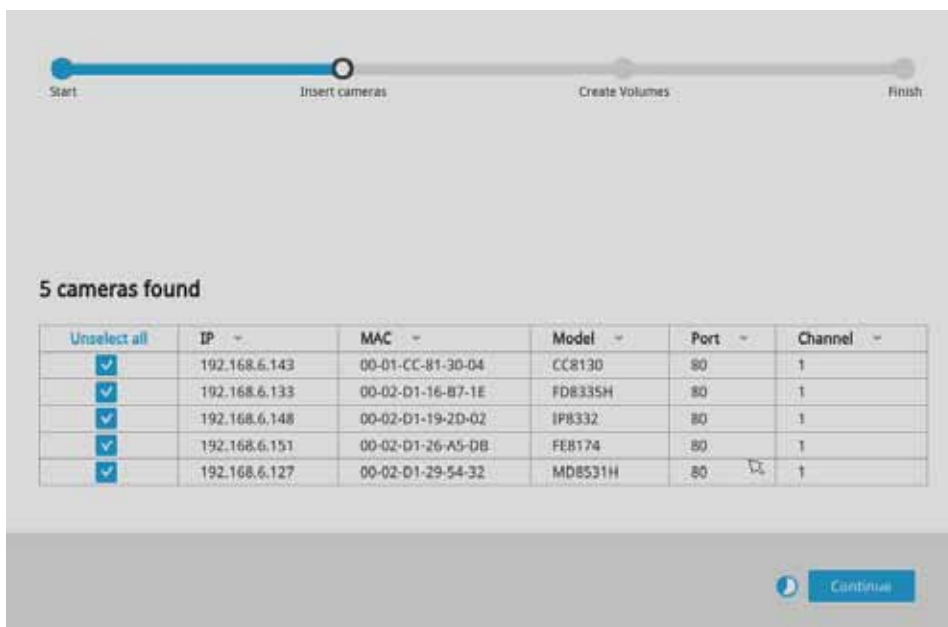 Start Insert cameras Create Volumes Finish
5 cameras found
Unselect all IP MAC Model Port Channel
192.168.6.143 00-01-CC-81-30-04 CC8130 80 1
192.168.6.133 00-02-D1-16-B7-1E FD8335H 80 1
192.168.6.148 00-02-D1-19-2D-02 IP8332 80 1
192.168.6.151 00-02-D1-26-A5-DB FE8174 80 1
192.168.6.127 00-02-D1-29-54-32 MD8531H 80 1
Continue